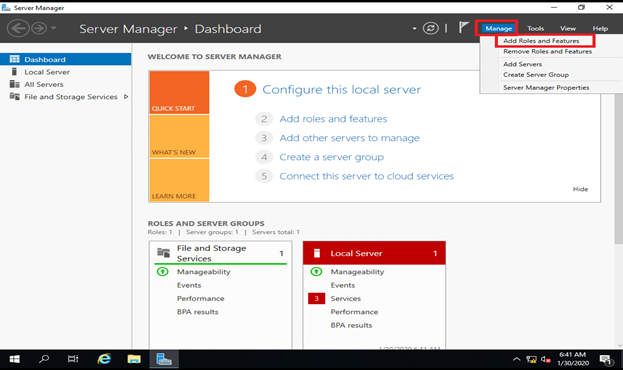 Server Manager
Server Manager ▸ Dashboard
Manage Tools View Help
Add Roles and Features
Remove Roles and Features
Add Servers
Create Server Group
Server Manager Properties
Dashboard
Local Server
All Servers
File and Storage Services
WELCOME TO SERVER MANAGER
QUICK START
WHAT'S NEW
LEARN MORE
1 Configure this local server
2 Add roles and features
3 Add other servers to manage
4 Create a server group
5 Connect this server to cloud services
Hide
ROLES AND SERVER GROUPS
Roles: 1 | Server groups: 1 | Servers total: 1
File and Storage
Services 1
Manageability
Events
Performance
BPA results
Local Server 1
Manageability
Events
3 Services
Performance
BPA results
1/30/2020 6:41 AM
6:41 AM
1/30/2020
1